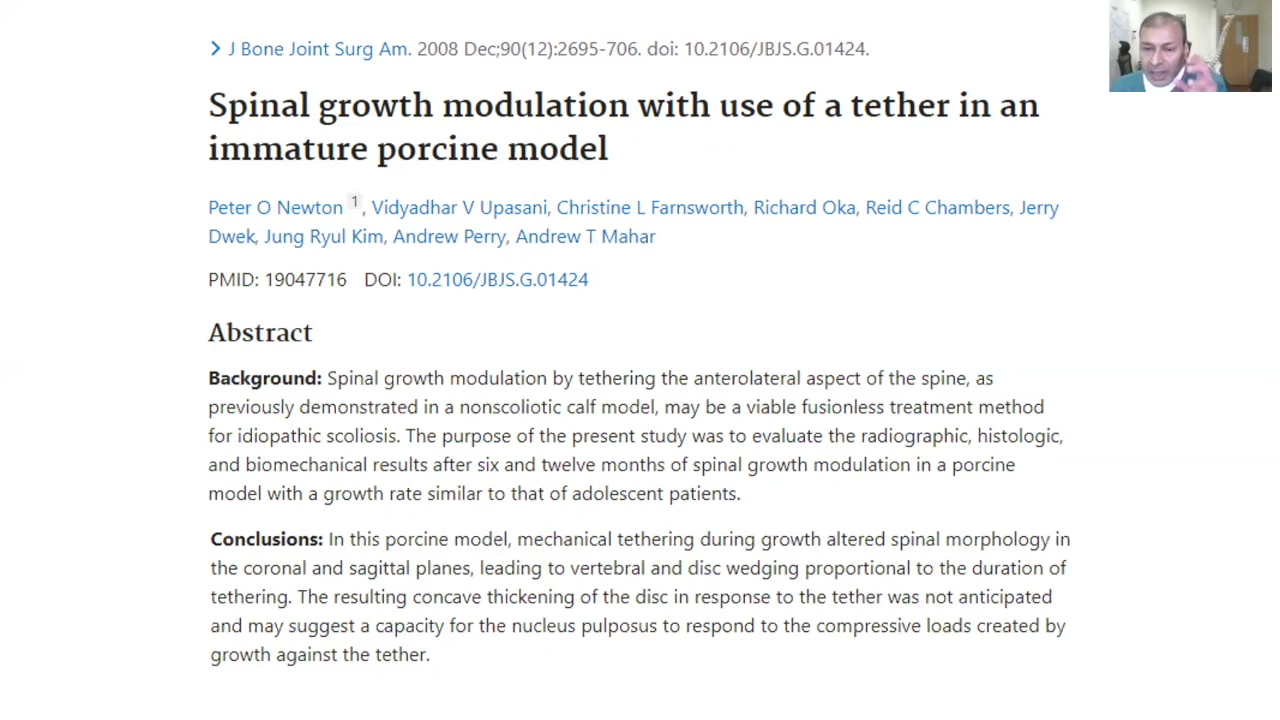 J Bone Joint Surg Am. 2008 Dec;90(12):2695-706. doi: 10.2106/JBJS.G.01424.
Spinal growth modulation with use of a tether in an
immature porcine model
Peter O Newton 1, Vidyadhar V Upasani, Christine L Farnsworth, Richard Oka, Reid C Chambers, Jerry
Dwek, Jung Ryul Kim, Andrew Perry, Andrew T Mahar
PMID: 19047716 DOI: 10.2106/JBJS.G.01424
Abstract
Background: Spinal growth modulation by tethering the anterolateral aspect of the spine, as
previously demonstrated in a nonscoliotic calf model, may be a viable fusionless treatment method
for idiopathic scoliosis. The purpose of the present study was to evaluate the radiographic, histologic,
and biomechanical results after six and twelve months of spinal growth modulation in a porcine
model with a growth rate similar to that of adolescent patients.
Conclusions: In this porcine model, mechanical tethering during growth altered spinal morphology in
the coronal and sagittal planes, leading to vertebral and disc wedging proportional to the duration of
tethering. The resulting concave thickening of the disc in response to the tether was not anticipated
and may suggest a capacity for the nucleus pulposus to respond to the compressive loads created by
growth against the tether.